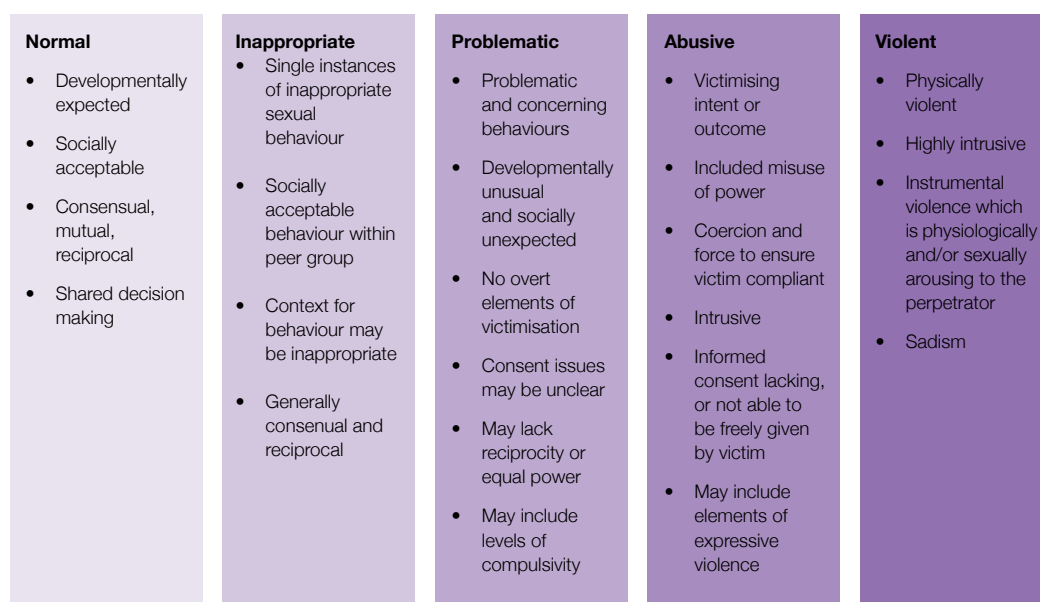 Normal
• Developmentally
expected
• Socially
acceptable
• Consensual,
mutual,
reciprocal
• Shared decision
making
Inappropriate
• Single instances
of inappropriate
sexual
behaviour
• Socially
acceptable
behaviour within
peer group
• Context for
behaviour may
be inappropriate
• Generally
consenual and
reciprocal
Problematic
• Problematic
and concerning
behaviours
• Developmentally
unusual
and socially
unexpected
• No overt
elements of
victimisation
• Consent issues
may be unclear
• May lack
reciprocity or
equal power
• May include
levels of
compulsivity
Abusive
• Victimising
intent or
outcome
• Included misuse
of power
• Coercion and
force to ensure
victim compliant
• Intrusive
• Informed
consent lacking,
or not able to
be freely given
by victim
• May include
elements of
expressive
violence
Violent
• Physically
violent
• Highly intrusive
• Instrumental
violence which
is physiologically
and/or sexually
arousing to the
perpetrator
• Sadism